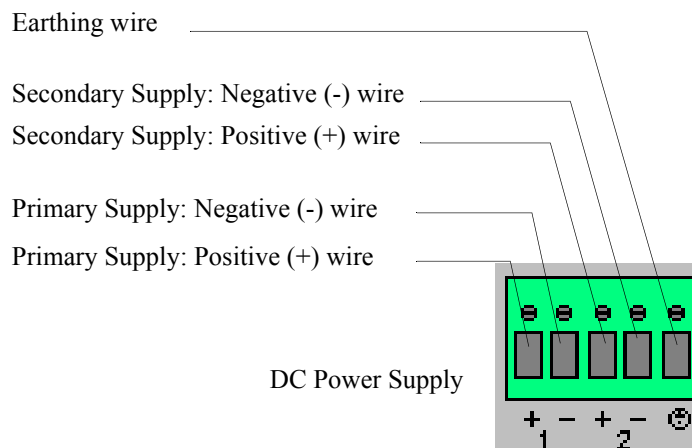 Earthing wire
Secondary Supply: Negative (-) wire
Secondary Supply: Positive (+) wire
Primary Supply: Negative (-) wire
Primary Supply: Positive (+) wire
DC Power Supply
+ − + −
1 2